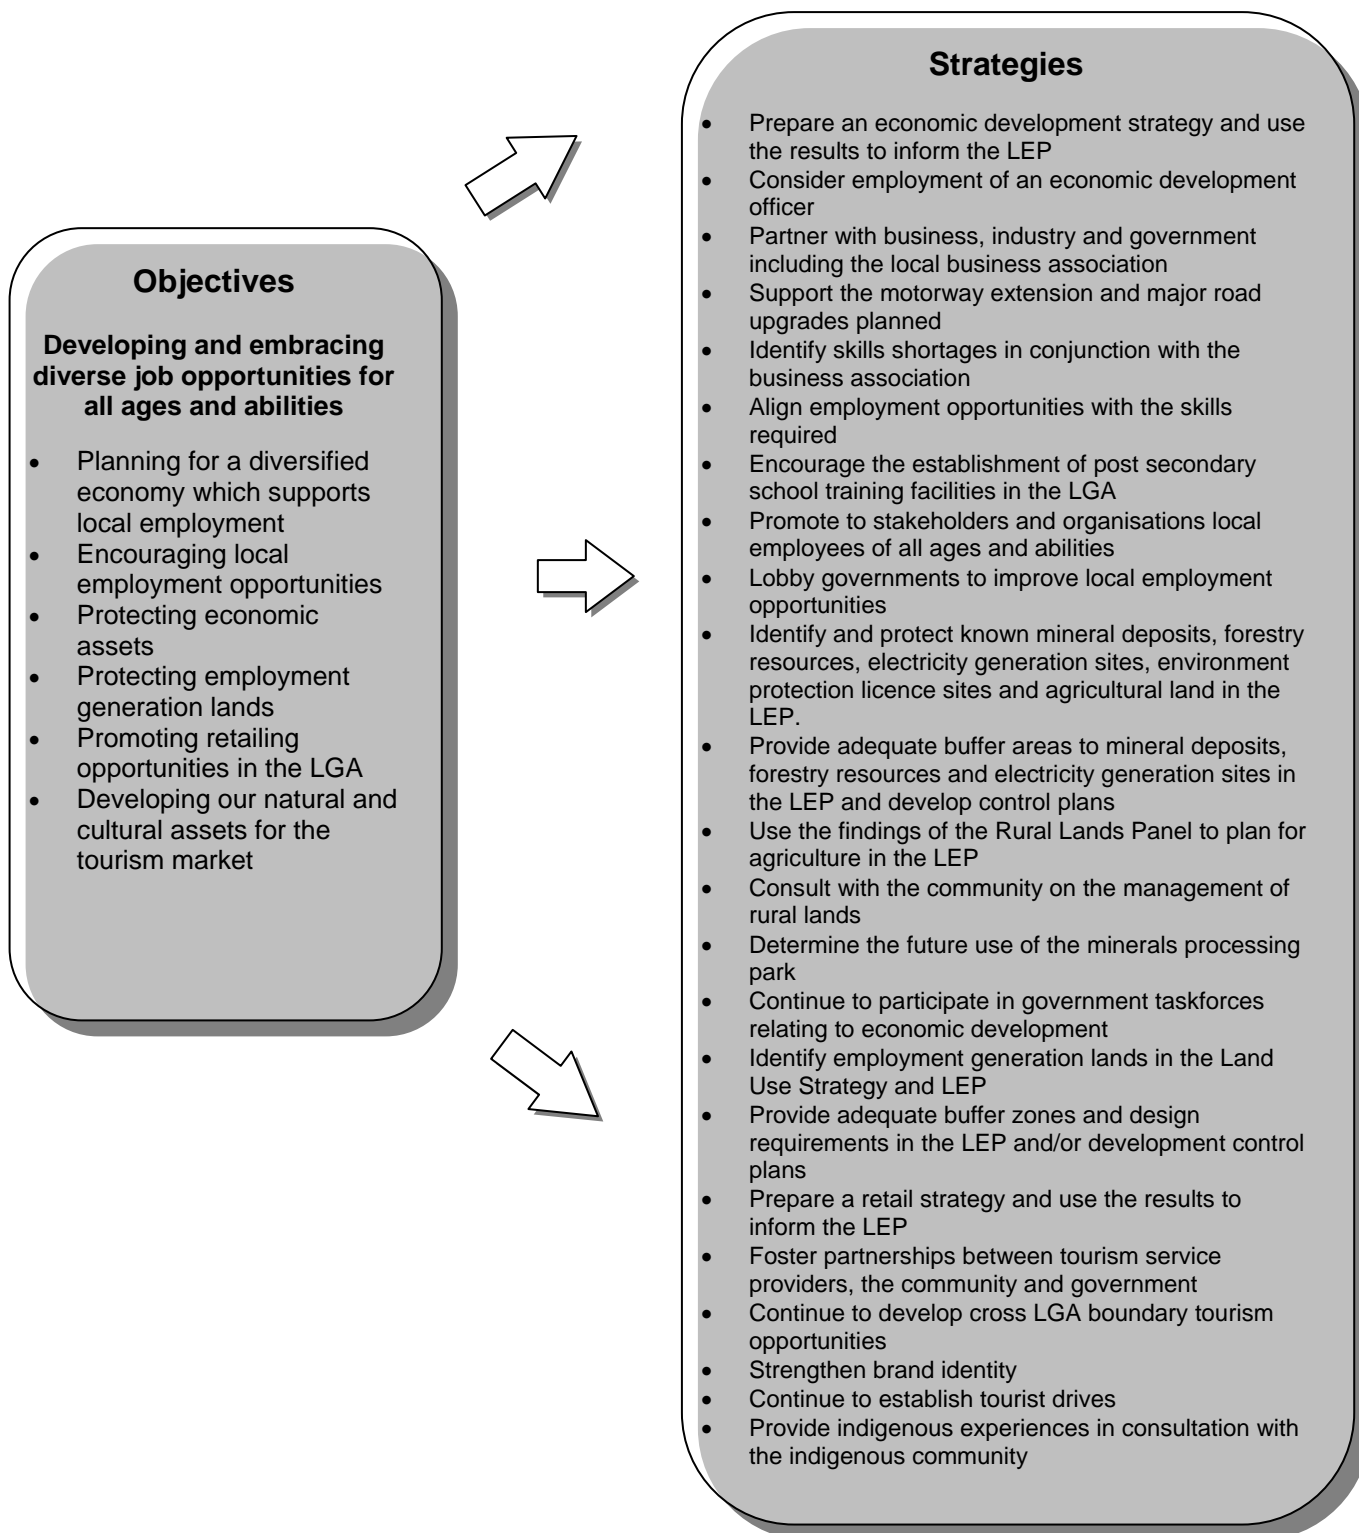 Objectives
Developing and embracing
diverse job opportunities for
all ages and abilities
• Planning for a diversified
economy which supports
local employment
• Encouraging local
employment opportunities
• Protecting economic
assets
• Protecting employment
generation lands
• Promoting retailing
opportunities in the LGA
• Developing our natural and
cultural assets for the
tourism market
Strategies
• Prepare an economic development strategy and use
the results to inform the LEP
• Consider employment of an economic development
officer
• Partner with business, industry and government
including the local business association
• Support the motorway extension and major road
upgrades planned
• Identify skills shortages in conjunction with the
business association
• Align employment opportunities with the skills
required
• Encourage the establishment of post secondary
school training facilities in the LGA
• Promote to stakeholders and organisations local
employees of all ages and abilities
• Lobby governments to improve local employment
opportunities
• Identify and protect known mineral deposits, forestry
resources, electricity generation sites, environment
protection licence sites and agricultural land in the
LEP.
• Provide adequate buffer areas to mineral deposits,
forestry resources and electricity generation sites in
the LEP and develop control plans
• Use the findings of the Rural Lands Panel to plan for
agriculture in the LEP
• Consult with the community on the management of
rural lands
• Determine the future use of the minerals processing
park
• Continue to participate in government taskforces
relating to economic development
• Identify employment generation lands in the Land
Use Strategy and LEP
• Provide adequate buffer zones and design
requirements in the LEP and/or development control
plans
• Prepare a retail strategy and use the results to
inform the LEP
• Foster partnerships between tourism service
providers, the community and government
• Continue to develop cross LGA boundary tourism
opportunities
• Strengthen brand identity
• Continue to establish tourist drives
• Provide indigenous experiences in consultation with
the indigenous community